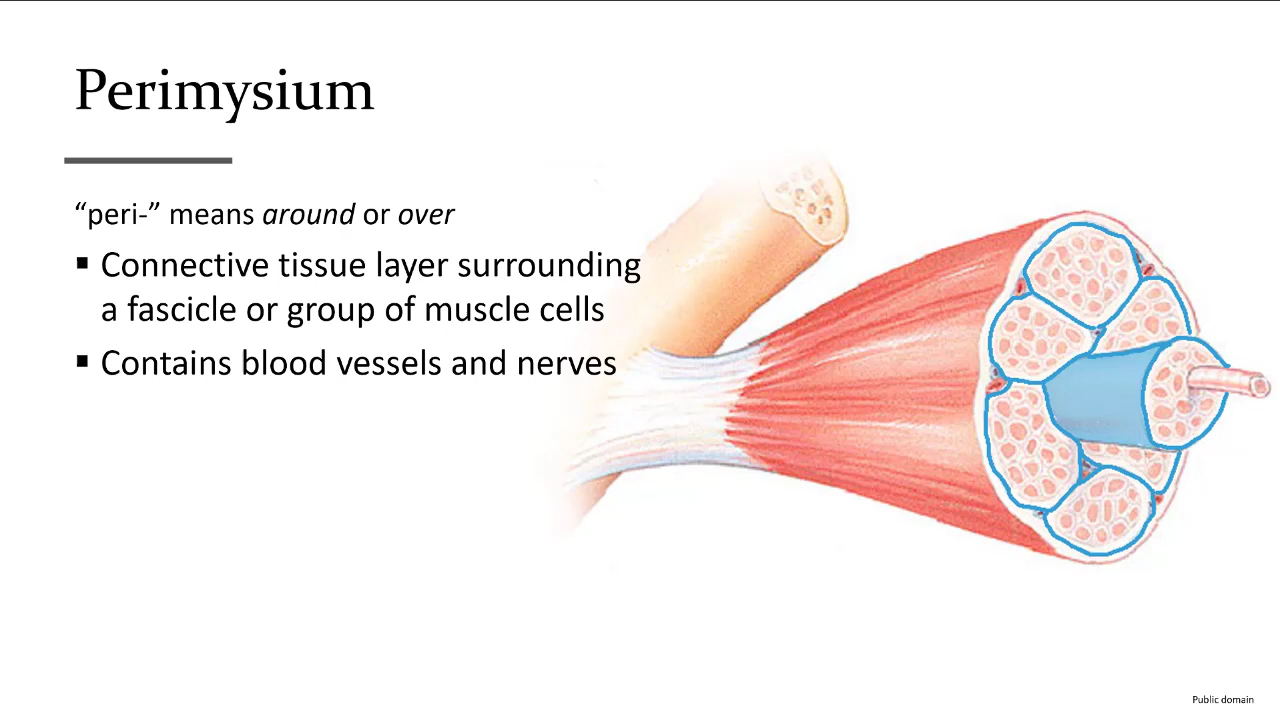 Perimysium
“peri-” means around or over
▪ Connective tissue layer surrounding
a fascicle or group of muscle cells
▪ Contains blood vessels and nerves
Public domain